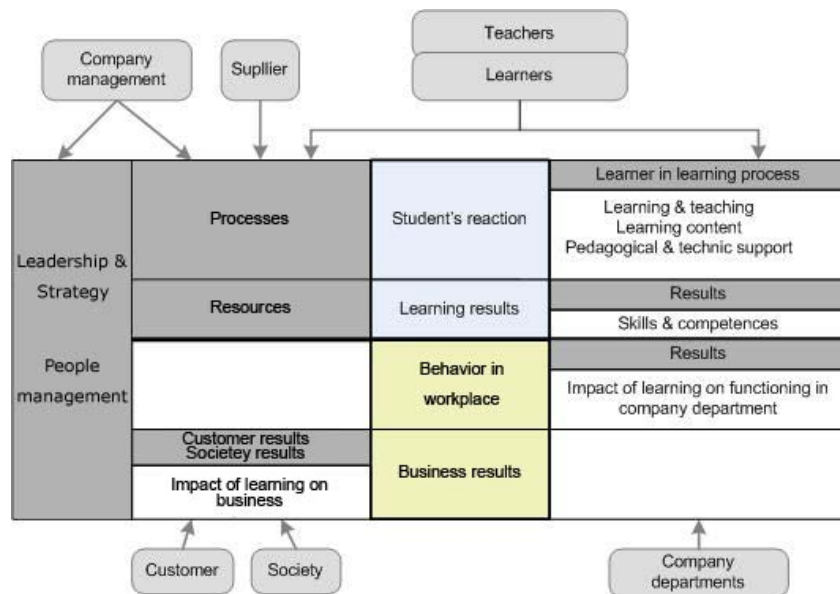 Teachers
Learners
Company
management
Supllier
Learner in learning process
Processes
Student's reaction
Learning & teaching
Learning content
Pedagogical & technic support
Leadership &
Strategy
Resources
Learning results
Results
Skills & competences
People
management
Behavior in
workplace
Results
Impact of learning on functioning in
company department
Customer results
Societey results
Business results
Impact of learning on
business
Customer
Society
Company
departments